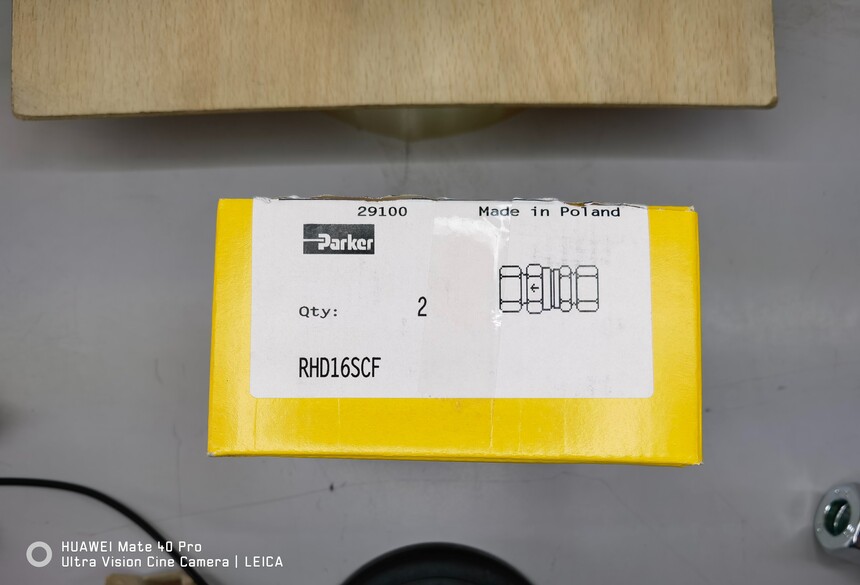 29100 Made in Poland
Parker
Qty: 2
RHD16SCF
HUAWEI Mate 40 Pro
Ultra Vision Cine Camera | LEICA